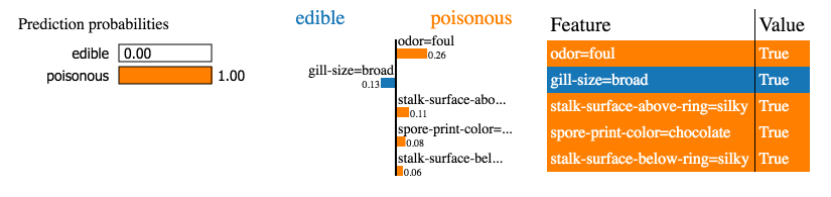 Prediction probabilities
edible 0.00
poisonous 1.00
edible poisonous
odor=foul
0.26
gill-size=broad
0.13
stalk-surface-abo...
0.11
spore-print-color=...
0.08
stalk-surface-bel...
0.06
Feature Value
odor=foul True
gill-size=broad True
stalk-surface-above-ring=silky True
spore-print-color=chocolate True
stalk-surface-below-ring=silky True